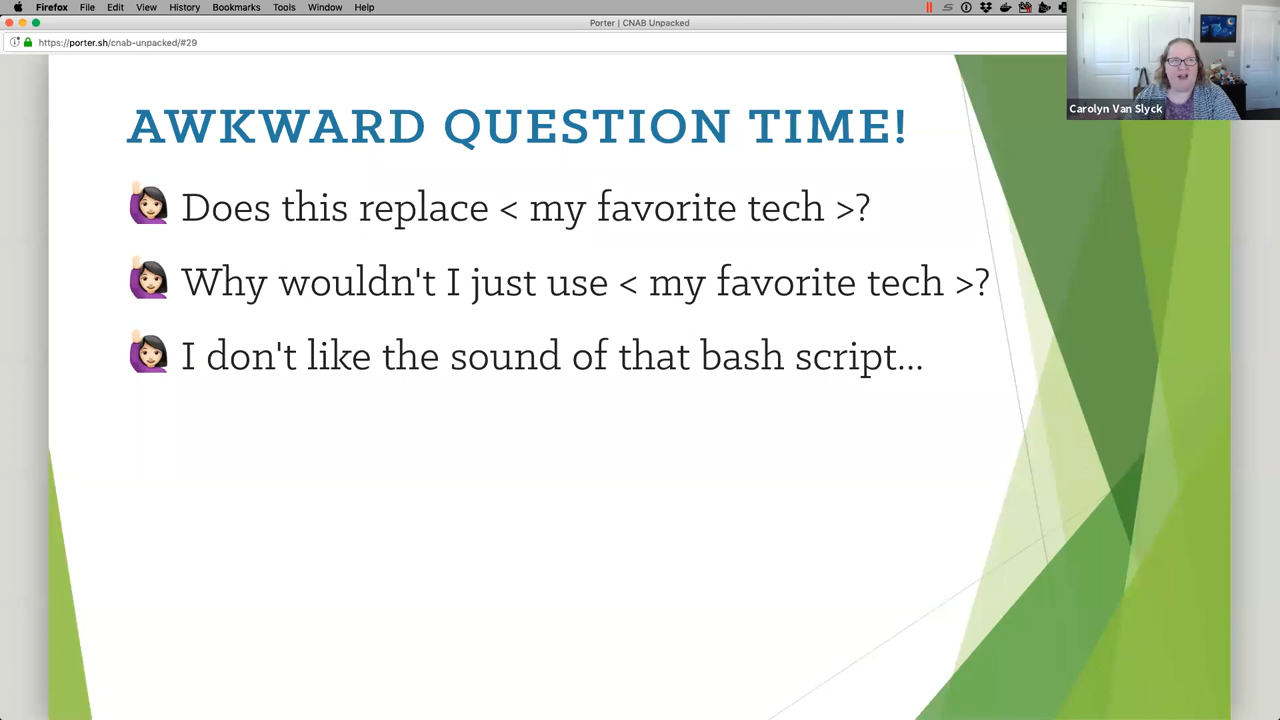 Firefox File Edit View History Bookmarks Tools Window Help
Porter | CNAB Unpacked
https://porter.sh/cnab-unpacked/#29
Carolyn Van Slyck
AWKWARD QUESTION TIME!
Does this replace < my favorite tech >?
Why wouldn't I just use < my favorite tech >?
I don't like the sound of that bash script...